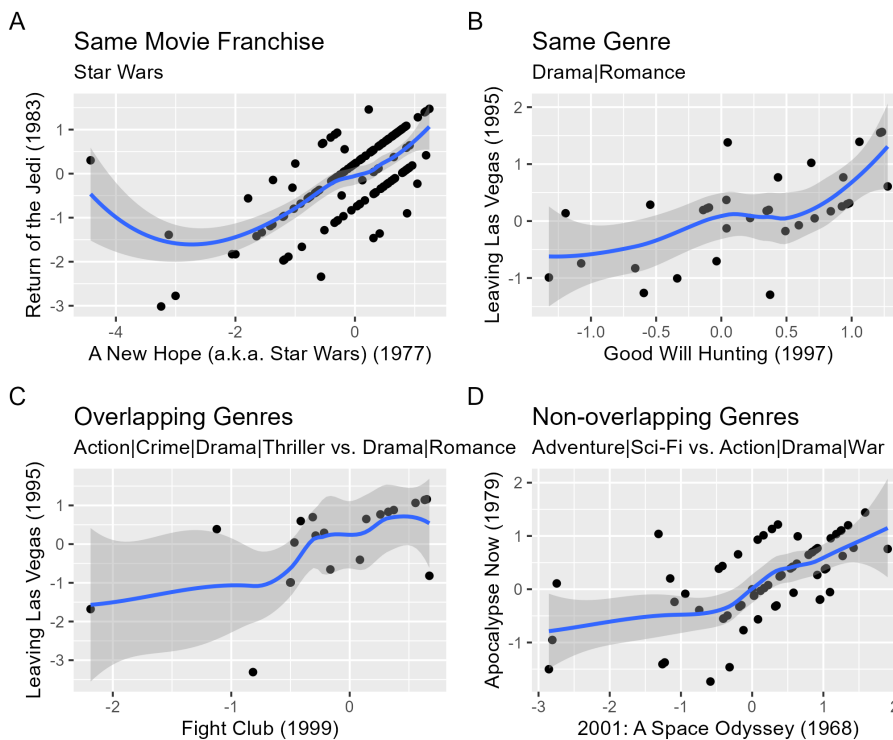 A
Same Movie Franchise
Star Wars
Return of the Jedi (1983)
1
0
-1
-2
-3
-4
-2
0
A New Hope (a.k.a. Star Wars) (1977)
B
Same Genre
Drama|Romance
Leaving Las Vegas (1995)
2
1
0
-1
-1.0
-0.5
0.0
0.5
1.0
Good Will Hunting (1997)
C
Overlapping Genres
Action|Crime|Drama|Thriller vs. Drama|Romance
Leaving Las Vegas (1995)
1
0
-1
-2
-3
-2
-1
0
Fight Club (1999)
D
Non-overlapping Genres
Adventure|Sci-Fi vs. Action|Drama|War
Apocalypse Now (1979)
2
1
0
-1
-3
-2
-1
0
1
2
2001: A Space Odyssey (1968)